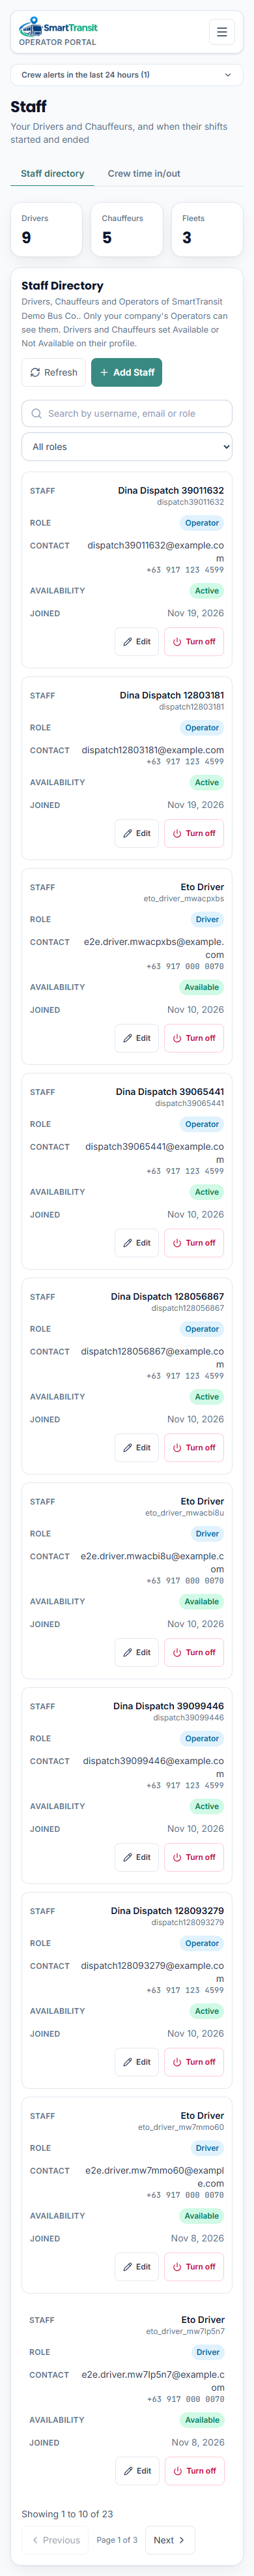 SmartTransit
OPERATOR PORTAL
Crew alerts in the last 24 hours (1)
Staff
Your Drivers and Chauffeurs, and when their shifts
started and ended
Staff directory
Crew time in/out
Drivers
9
Chauffeurs
5
Fleets
3
Staff Directory
Drivers, Chauffeurs and Operators of SmartTransit
Demo Bus Co.. Only your company's Operators can
see them. Drivers and Chauffeurs set Available or
Not Available on their profile.
Refresh
Add Staff
Search by username, email or role
All roles
STAFF
Dina Dispatch 39011632
dispatch39011632
ROLE
Operator
CONTACT
dispatch39011632@example.co
m
+63 917 123 4599
AVAILABILITY
Active
JOINED
Nov 19, 2026
Edit
Turn off
STAFF
Dina Dispatch 12803181
dispatch12803181
ROLE
Operator
CONTACT
dispatch12803181@example.com
+63 917 123 4599
AVAILABILITY
Active
JOINED
Nov 19, 2026
Edit
Turn off
STAFF
Eto Driver
eto_driver_mwacpxbs
ROLE
Driver
CONTACT
e2e.driver.mwacpxbs@example.
com
+63 917 000 0070
AVAILABILITY
Available
JOINED
Nov 10, 2026
Edit
Turn off
STAFF
Dina Dispatch 39065441
dispatch39065441
ROLE
Operator
CONTACT
dispatch39065441@example.co
m
+63 917 123 4599
AVAILABILITY
Active
JOINED
Nov 10, 2026
Edit
Turn off
STAFF
Dina Dispatch 128056867
dispatch128056867
ROLE
Operator
CONTACT
dispatch128056867@example.co
m
+63 917 123 4599
AVAILABILITY
Active
JOINED
Nov 10, 2026
Edit
Turn off
STAFF
Eto Driver
eto_driver_mwacbi8u
ROLE
Driver
CONTACT
e2e.driver.mwacbi8u@example.c
om
+63 917 000 0070
AVAILABILITY
Available
JOINED
Nov 10, 2026
Edit
Turn off
STAFF
Dina Dispatch 39099446
dispatch39099446
ROLE
Operator
CONTACT
dispatch39099446@example.co
m
+63 917 123 4599
AVAILABILITY
Active
JOINED
Nov 10, 2026
Edit
Turn off
STAFF
Dina Dispatch 128093279
dispatch128093279
ROLE
Operator
CONTACT
dispatch128093279@example.co
m
+63 917 123 4599
AVAILABILITY
Active
JOINED
Nov 10, 2026
Edit
Turn off
STAFF
Eto Driver
eto_driver_mw7mmo60
ROLE
Driver
CONTACT
e2e.driver.mw7mmo60@exampl
e.com
+63 917 000 0070
AVAILABILITY
Available
JOINED
Nov 8, 2026
Edit
Turn off
STAFF
Eto Driver
eto_driver_mw7lp5n7
ROLE
Driver
CONTACT
e2e.driver.mw7lp5n7@example.c
om
+63 917 000 0070
AVAILABILITY
Available
JOINED
Nov 8, 2026
Edit
Turn off
Showing 1 to 10 of 23
Previous
Page 1 of 3
Next